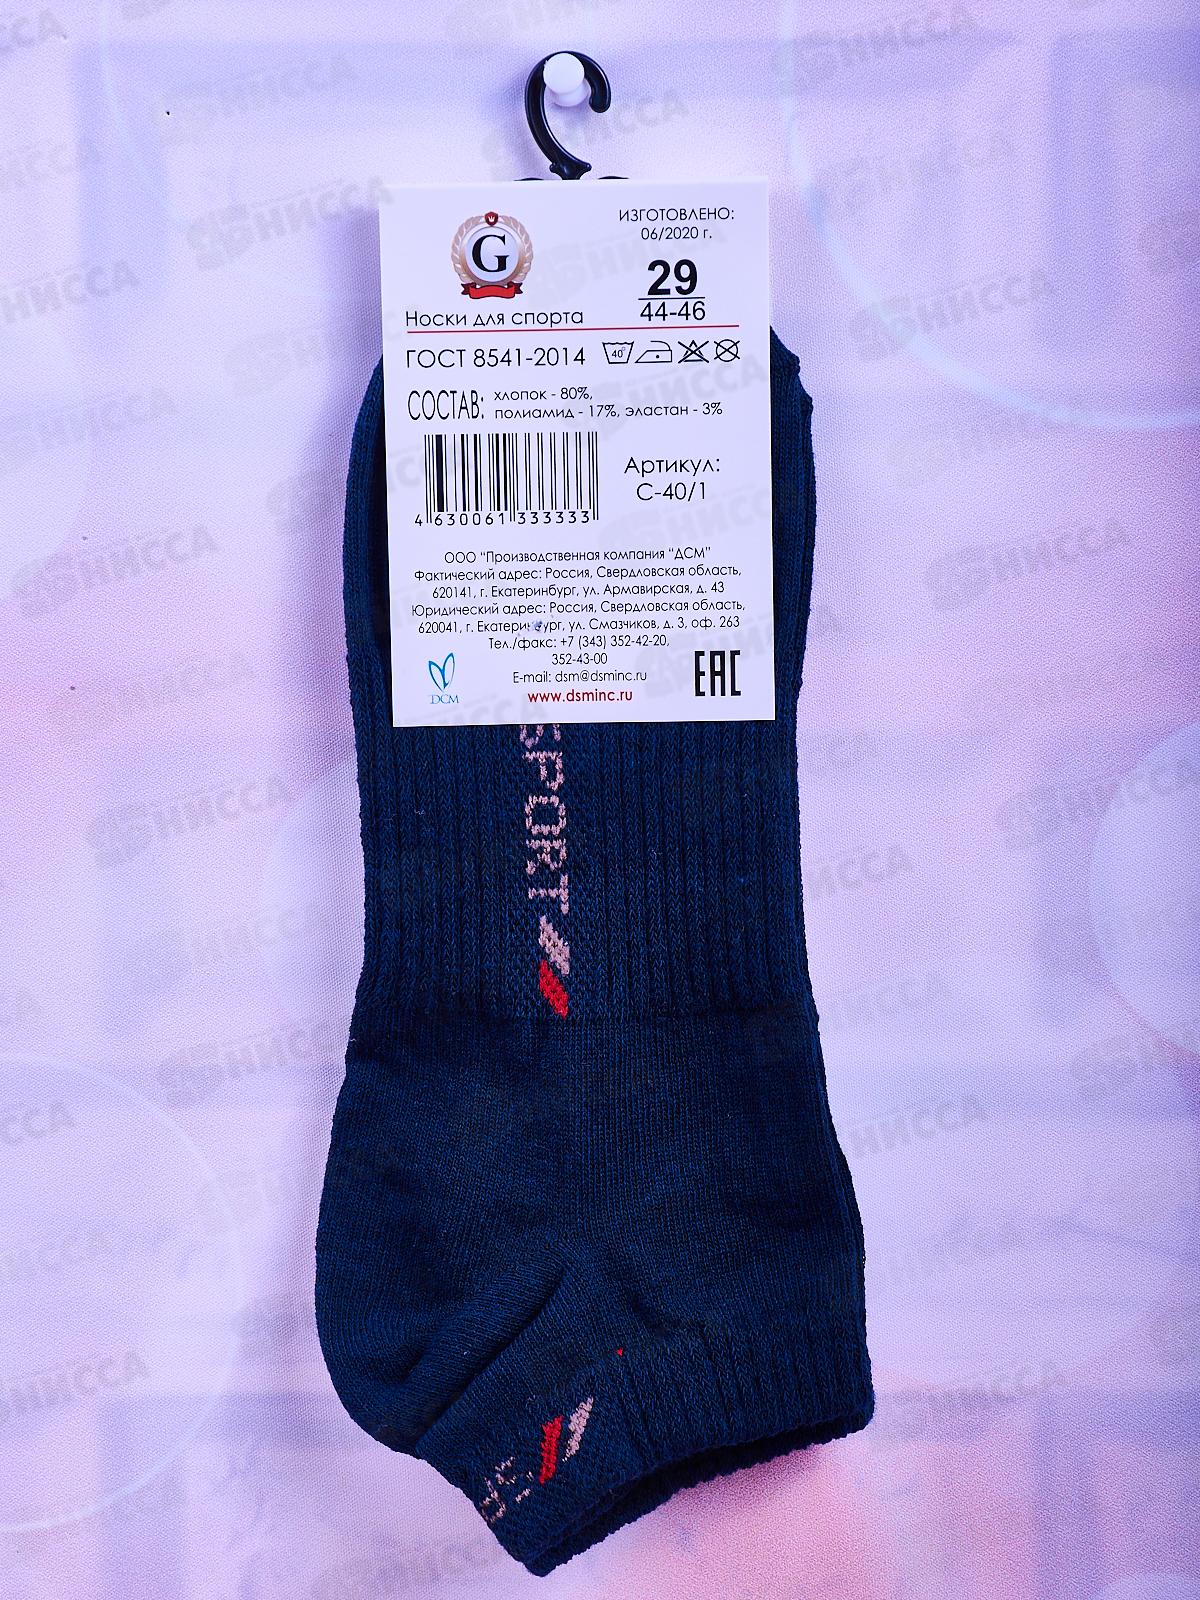 G
ИЗГОТОВЛЕНО:
06/2020 г.
29
44-46
Носки для спорта
ГОСТ 8541-2014
40°
СОСТАВ: хлопок - 80%,
полиамид - 17%, эластан - 3%
4 630061 333333
Артикул:
С-40/1
ООО "Производственная компания "ДСМ"
Фактический адрес: Россия, Свердловская область,
620141, г. Екатеринбург, ул. Армавирская, д. 43
Юридический адрес: Россия, Свердловская область,
620041, г. Екатеринбург, ул. Смазчиков, д. 3, оф. 263
Тел./факс: +7 (343) 352-42-20,
352-43-00
E-mail: dsm@dsminc.ru
www.dsminc.ru
ДСМ
ЕАС
SPORT
SP
НИССА